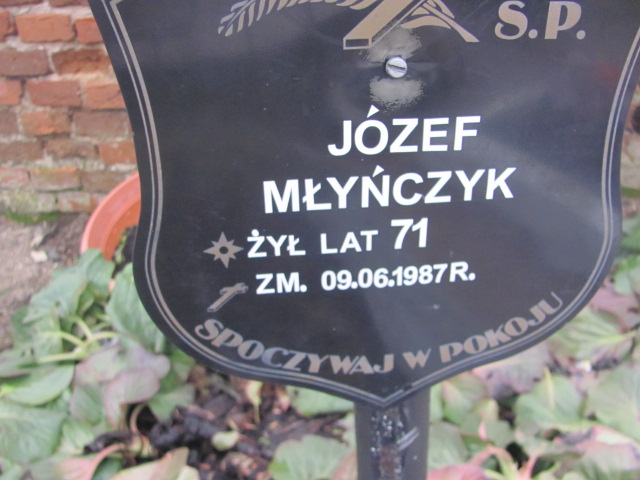 Ś.P.
JÓZEF
MŁYŃCZYK
ŻYŁ LAT 71
ZM. 09.06.1987 R.
SPOCZYWAJ W POKOJU